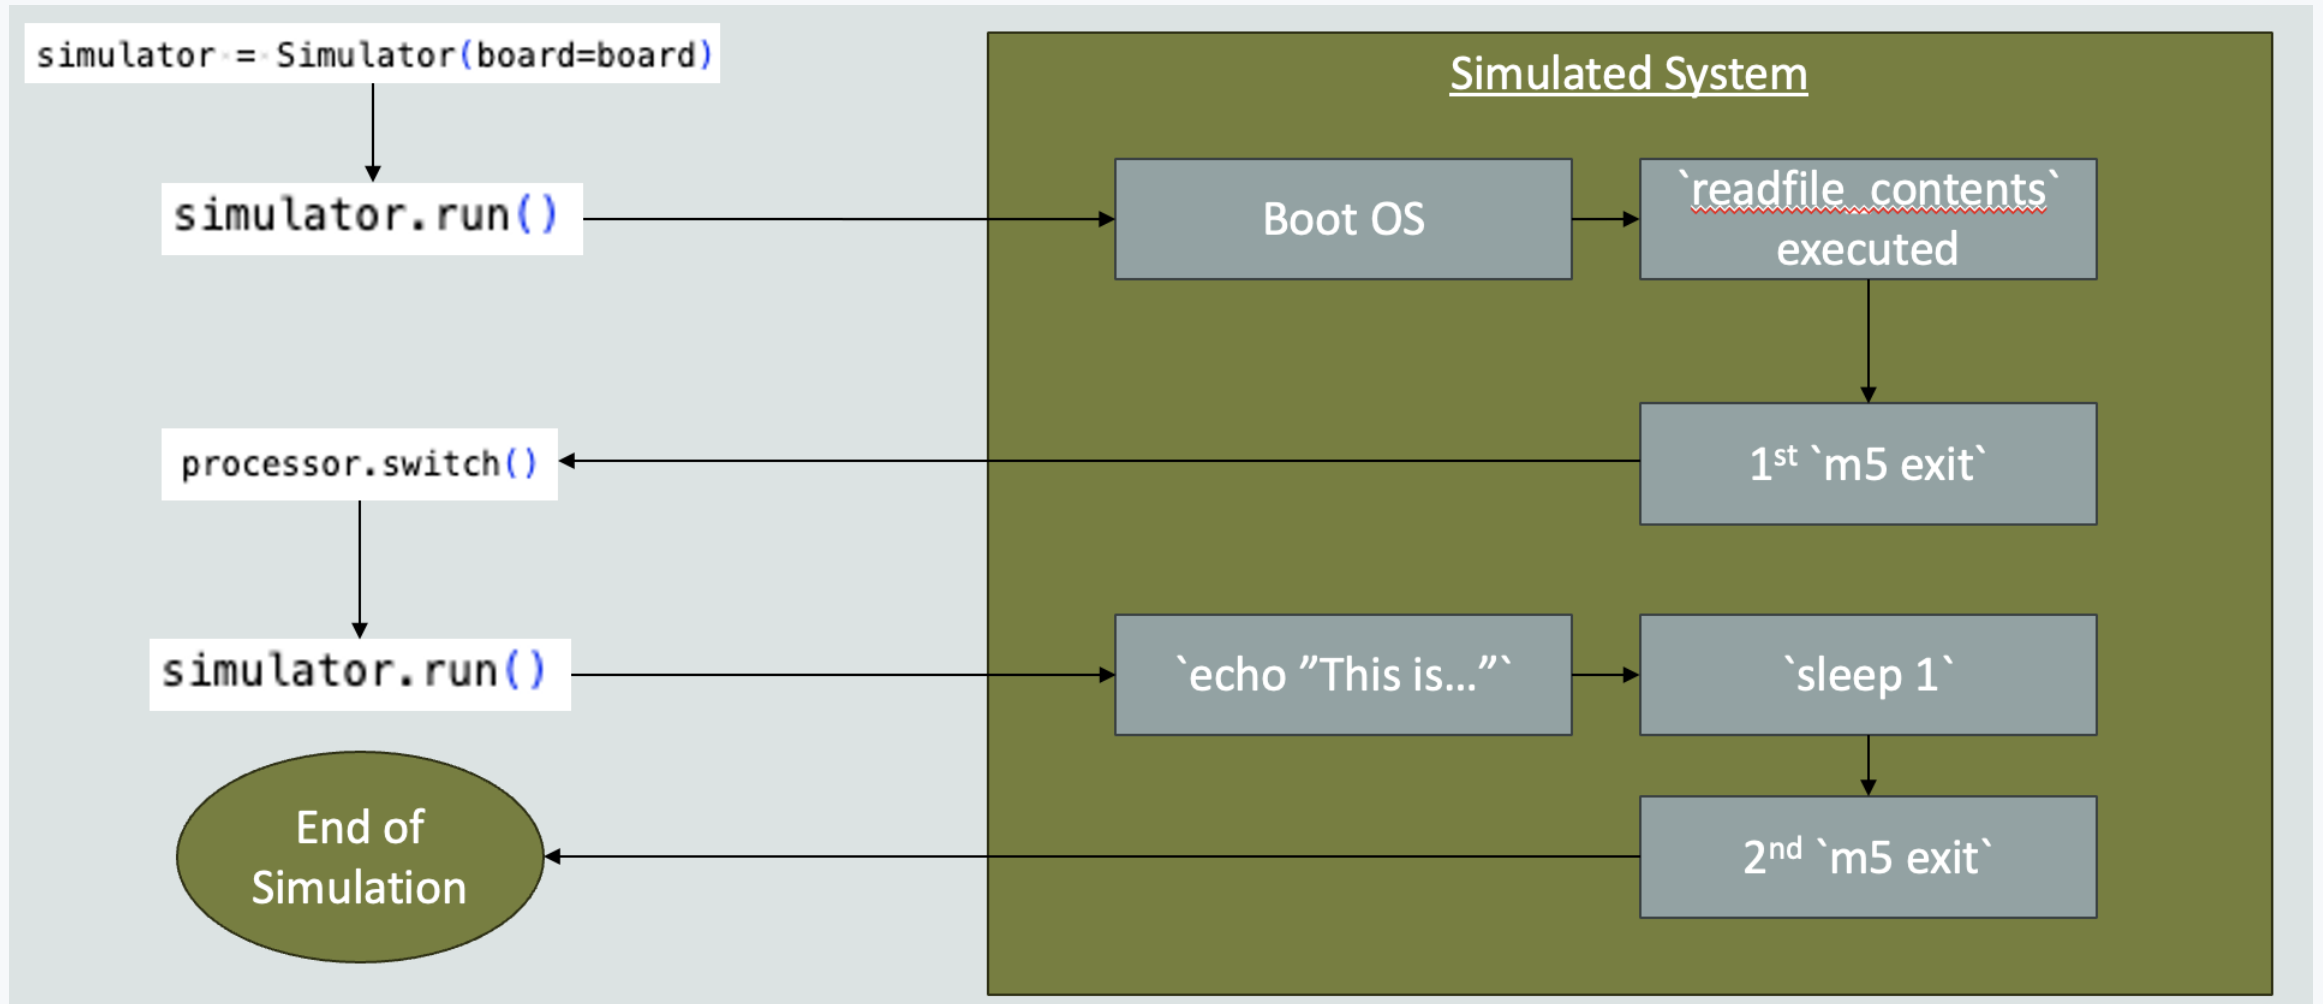 simulator = Simulator(board=board)
Simulated System
simulator.run()
Boot OS
`readfile_contents`
executed
processor.switch()
1st `m5 exit`
simulator.run()
`echo ”This is...”`
`sleep 1`
End of
Simulation
2nd `m5 exit`